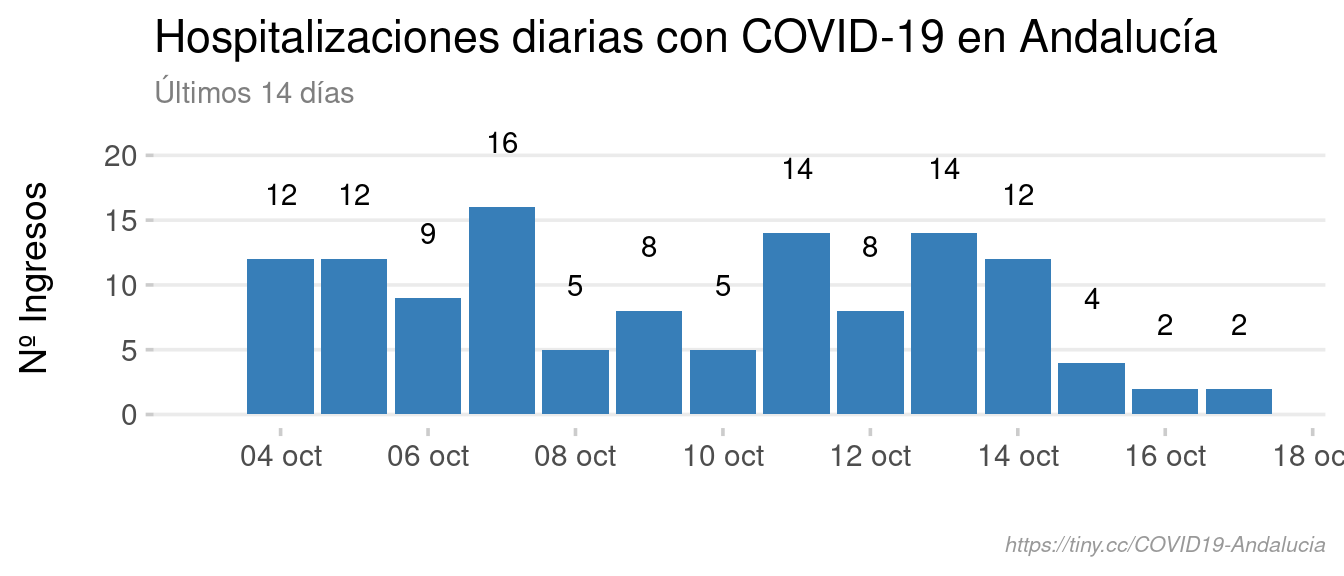 Hospitalizaciones diarias con COVID-19 en Andalucía
Últimos 14 días
Nº Ingresos
20
15
10
5
0
12 12 9 16 5 8 5 14 8 14 12 4 2 2
04 oct 06 oct 08 oct 10 oct 12 oct 14 oct 16 oct 18 oc
https://tiny.cc/COVID19-Andalucia